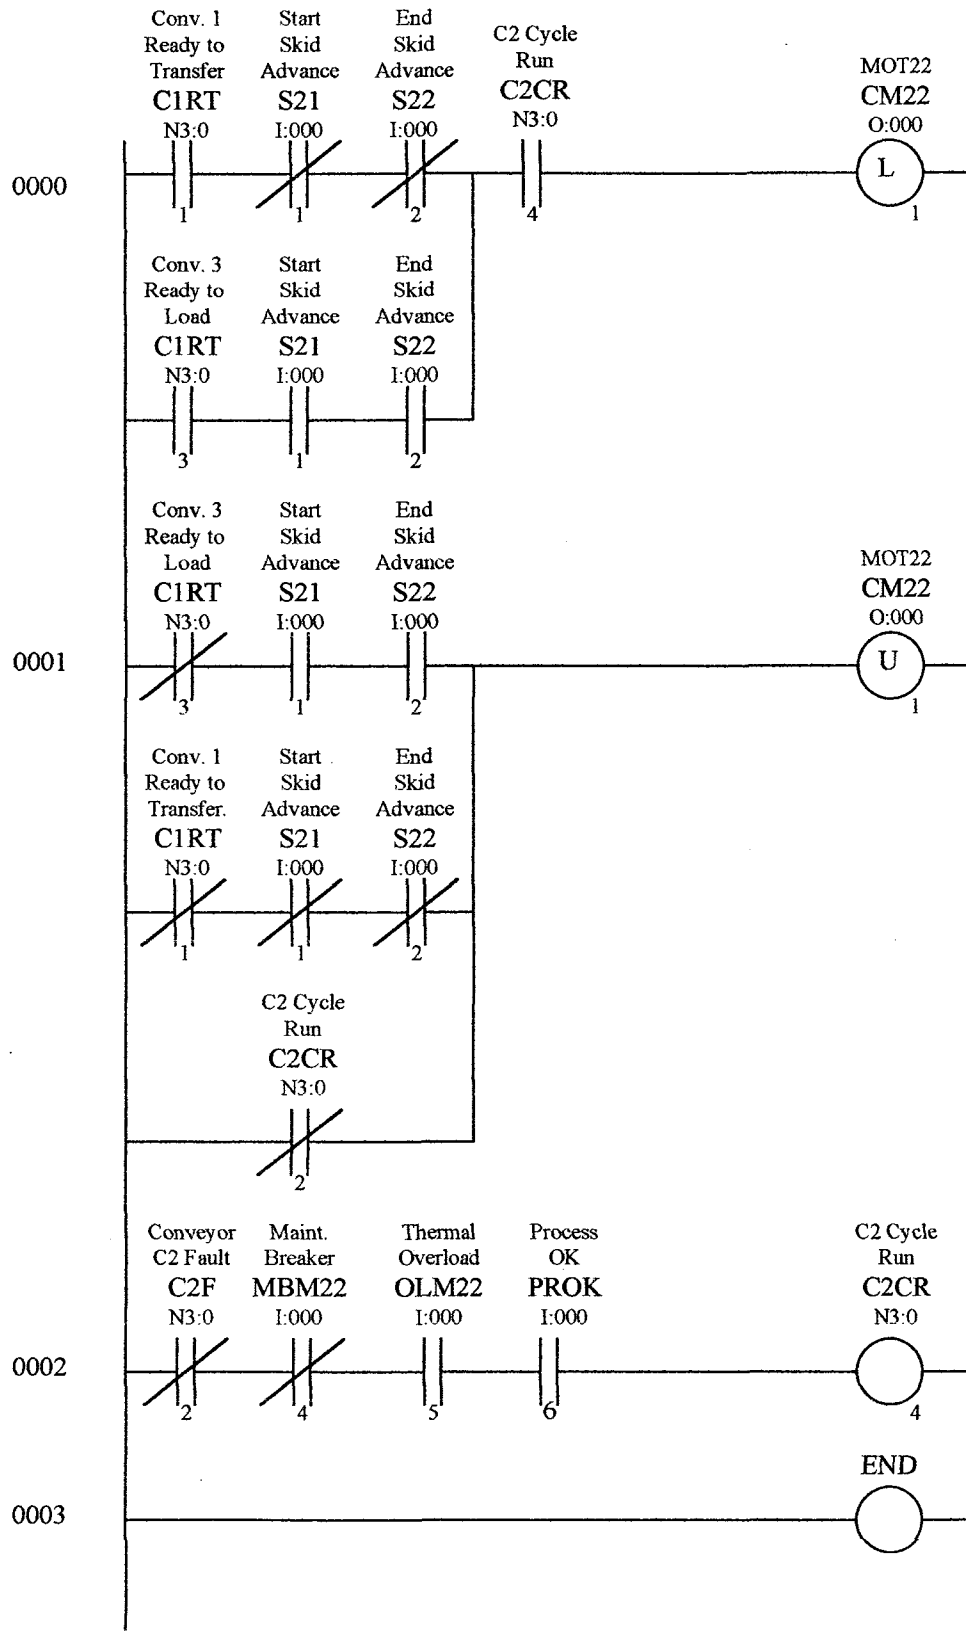 Conv. 1 Start End C2 Cycle
Ready to Skid Skid Run MOT22
Transfer Advance Advance C2CR CM22
C1RT S21 S22 N3:0 O:000
N3:0 I:000 I:000
0000 L
1 1 2 4 1
Conv. 3 Start End
Ready to Skid Skid
Load Advance Advance
C1RT S21 S22
N3:0 I:000 I:000
3 1 2
Conv. 3 Start End
Ready to Skid Skid MOT22
Load Advance Advance CM22
C1RT S21 S22 O:000
N3:0 I:000 I:000
0001 U
3 1 2 1
Conv. 1 Start End
Ready to Skid Skid
Transfer. Advance Advance
C1RT S21 S22
N3:0 I:000 I:000
1 1 2
C2 Cycle
Run
C2CR
N3:0
2
Conveyor Maint. Thermal Process C2 Cycle
C2 Fault Breaker Overload OK Run
C2F MBM22 OLM22 PROK C2CR
N3:0 I:000 I:000 I:000 N3:0
0002
2 4 5 6 4
END
0003